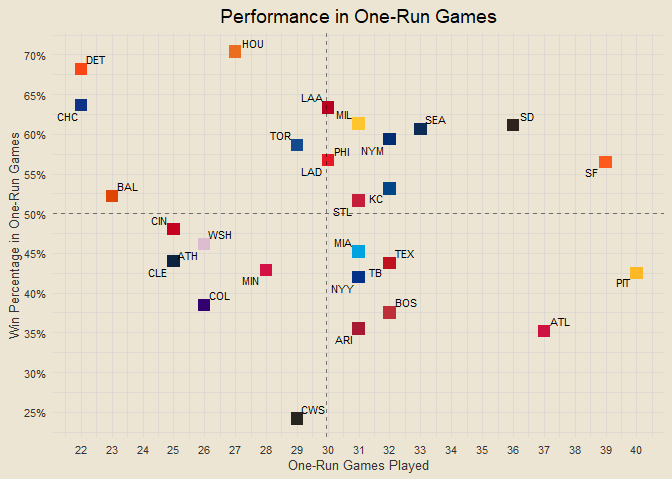 Performance in One-Run Games
Win Percentage in One-Run Games
70%
65%
60%
55%
50%
45%
40%
35%
30%
25%
HOU
DET
CHC
LAA
MIL
SEA
SD
TOR
NYM
PHI
LAD
SF
BAL
KC
STL
CIN
WSH
ATH
CLE
MIA
TEX
TB
MIN
NYY
PIT
COL
BOS
ATL
ARI
CWS
22 23 24 25 26 27 28 29 30 31 32 33 34 35 36 37 38 39 40
One-Run Games Played